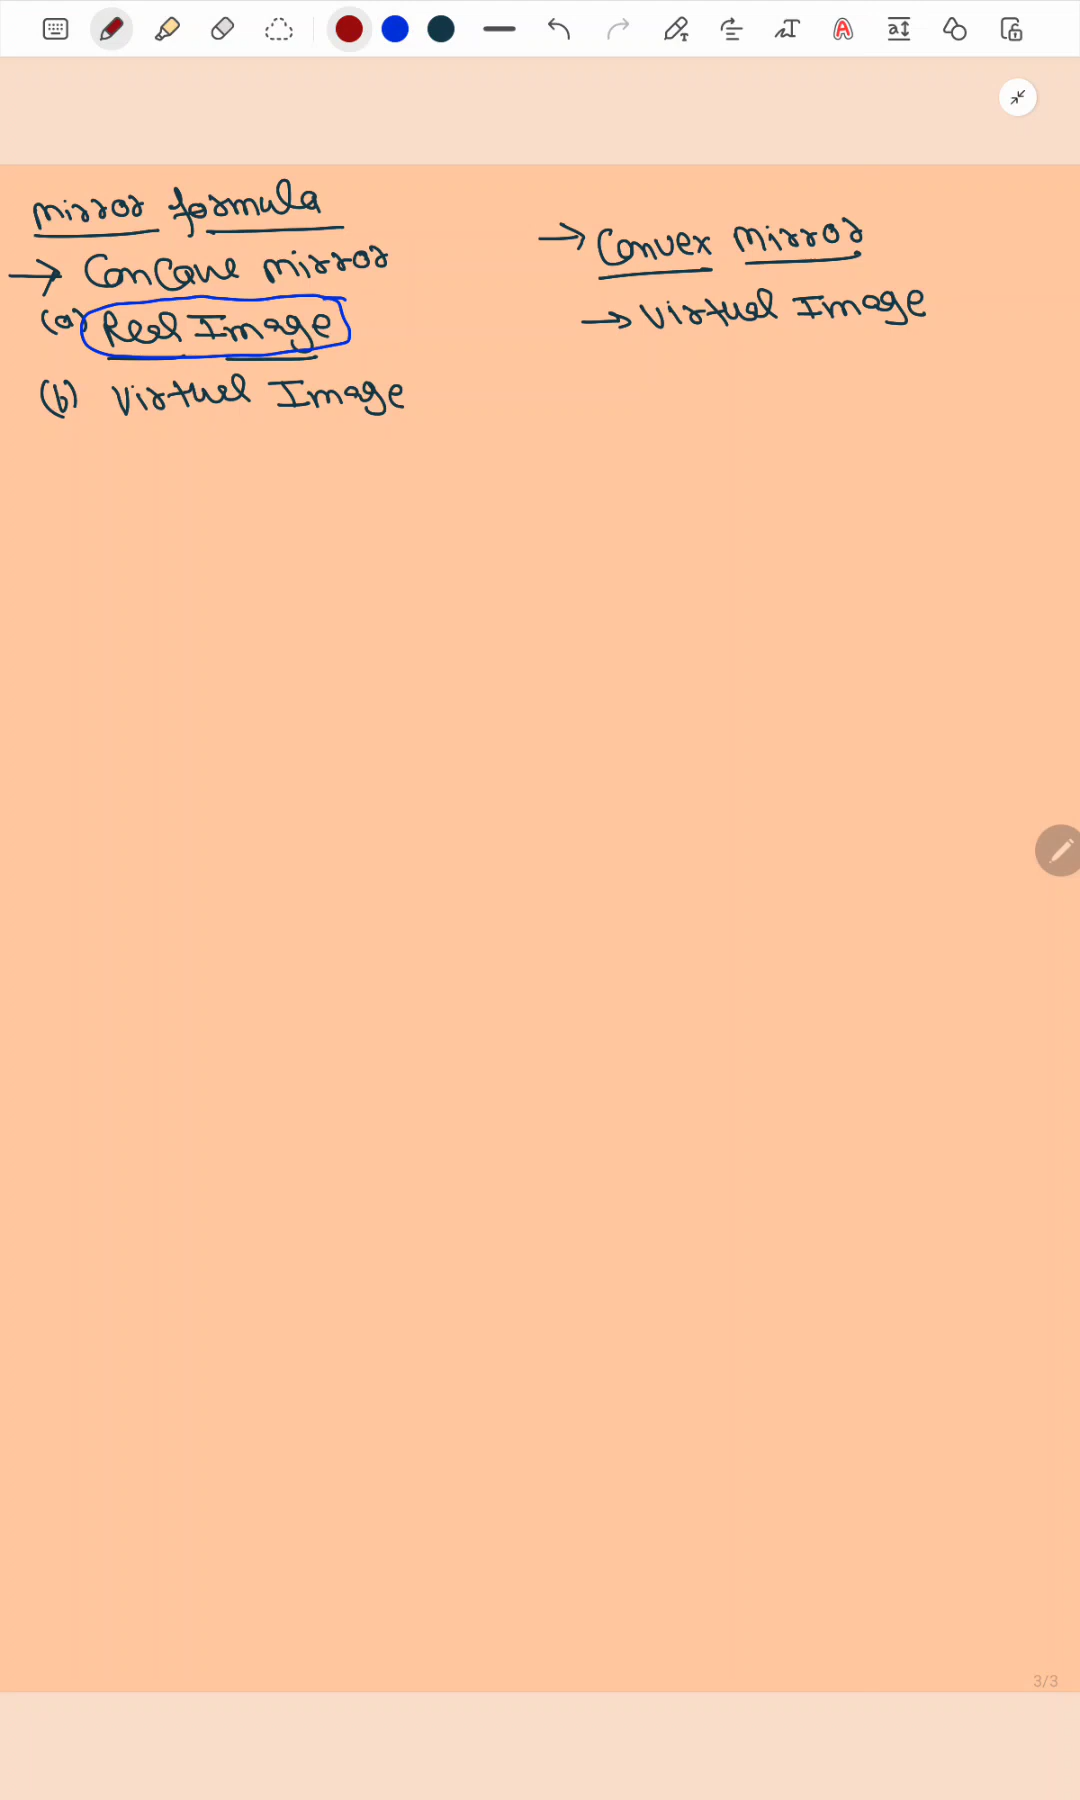 mirror formula
→ Concave mirror
(a) Real Image
(b) Virtual Image
→ Convex mirror
→ Virtual Image
3/3